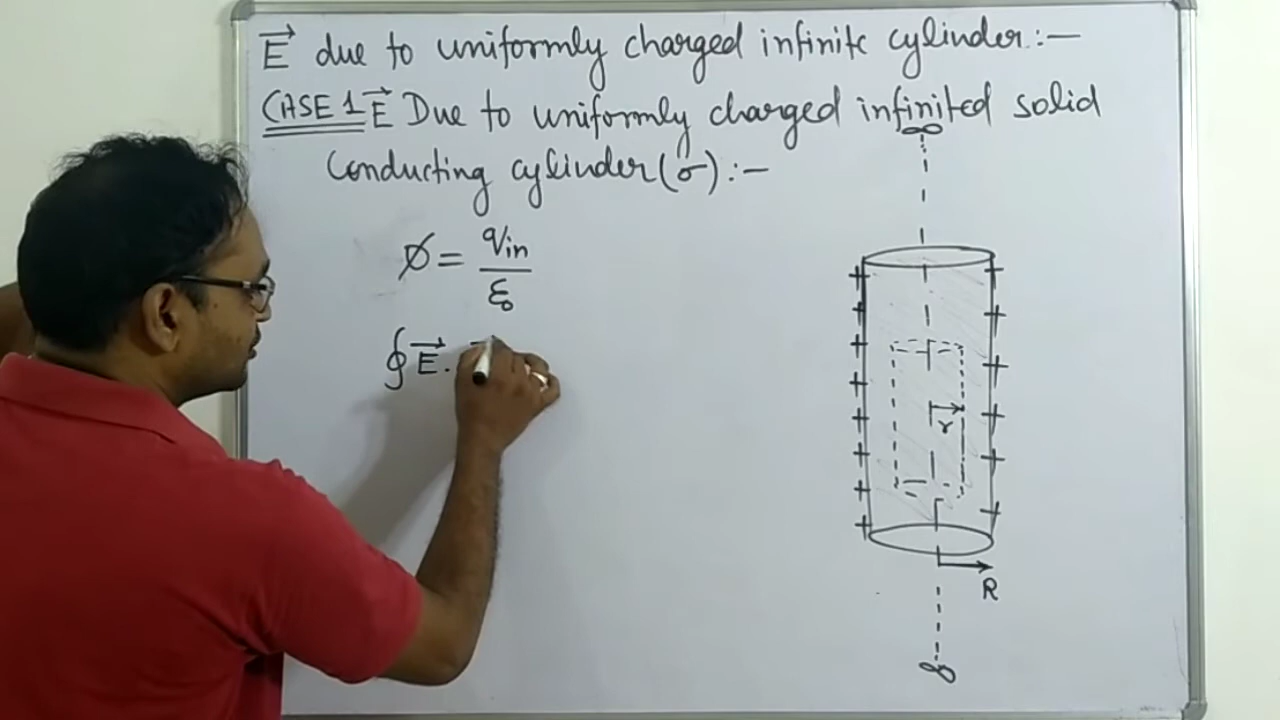 E⃗ due to uniformly charged infinite cylinder :—
CASE 1 E⃗ Due to uniformly charged infinited solid
Conducting cylinder (σ) :—
∞
ϕ = qin / ε0
∮ E⃗ .
r
R
∞